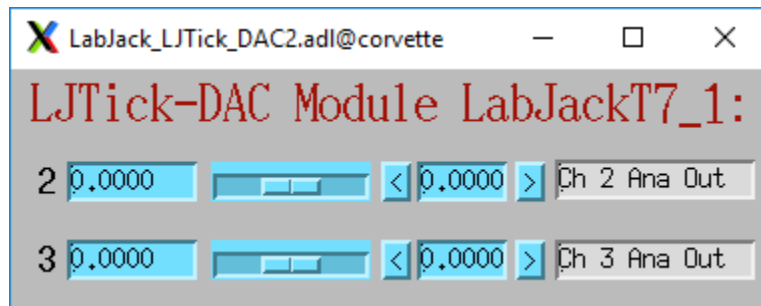 LabJack_LJTick_DAC2.adl@corvette
LJTick-DAC Module LabJackT7_1:
2 0.0000 < 0.0000 > Ch 2 Ana Out
3 0.0000 < 0.0000 > Ch 3 Ana Out